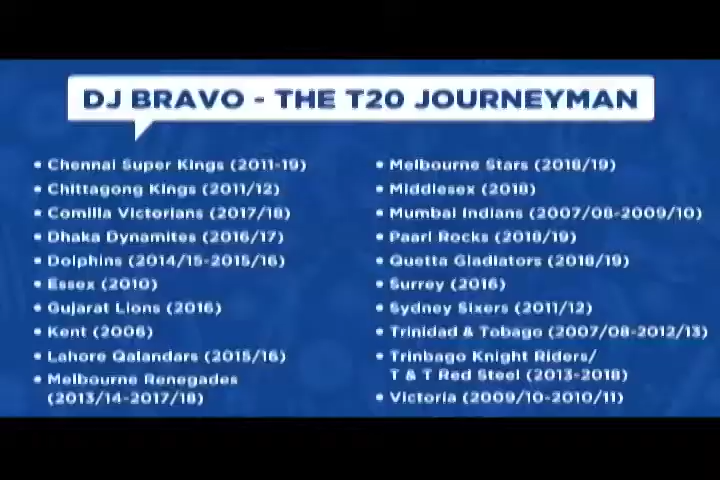 DJ BRAVO - THE T20 JOURNEYMAN
• Chennai Super Kings (2011-19)
• Chittagong Kings (2011/12)
• Comilla Victorians (2017/18)
• Dhaka Dynamites (2016/17)
• Dolphins (2014/15-2015/16)
• Essex (2010)
• Gujarat Lions (2016)
• Kent (2006)
• Lahore Qalandars (2015/16)
• Melbourne Renegades
(2013/14-2017/18)
• Melbourne Stars (2018/19)
• Middlesex (2018)
• Mumbai Indians (2007/08-2009/10)
• Paarl Rocks (2018/19)
• Quetta Gladiators (2018/19)
• Surrey (2016)
• Sydney Sixers (2011/12)
• Trinidad & Tobago (2007/08-2012/13)
• Trinbago Knight Riders/
T & T Red Steel (2013-2018)
• Victoria (2009/10-2010/11)